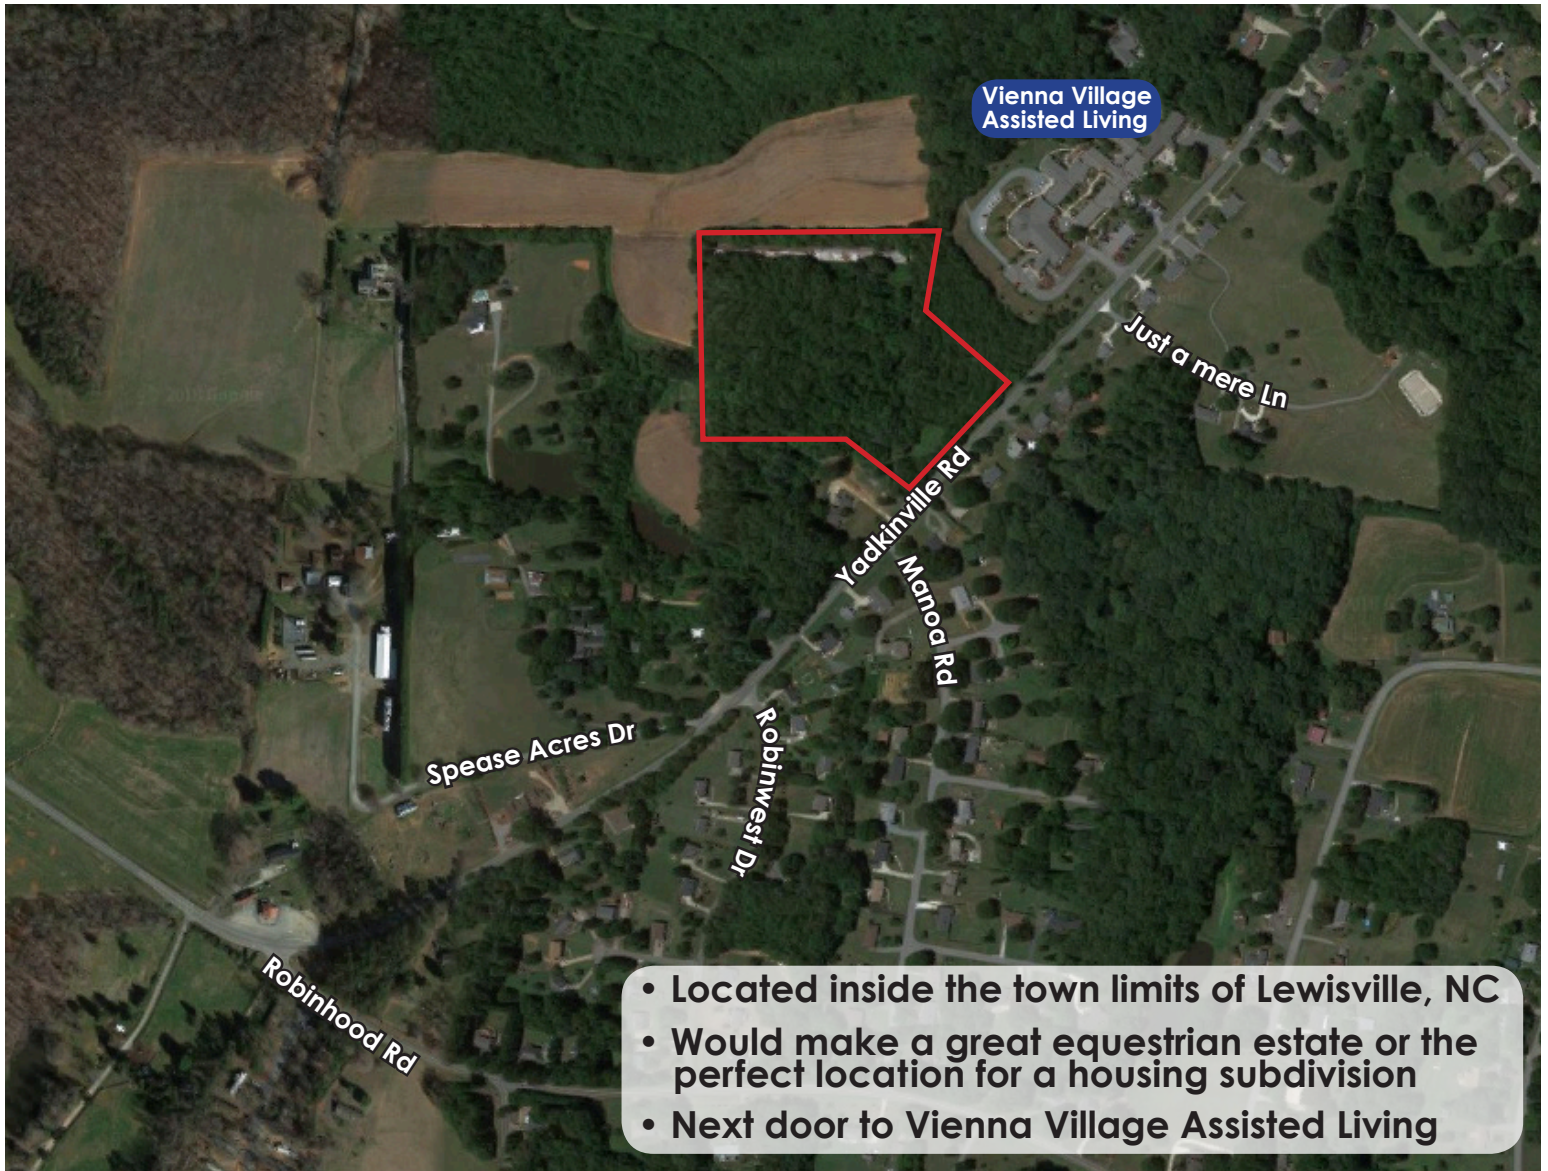 Vienna Village
Assisted Living
Just a mere Ln
Yadkinville Rd
Manoa Rd
Robinwest Dr
Spease Acres Dr
Robinhood Rd
• Located inside the town limits of Lewisville, NC
• Would make a great equestrian estate or the
perfect location for a housing subdivision
• Next door to Vienna Village Assisted Living